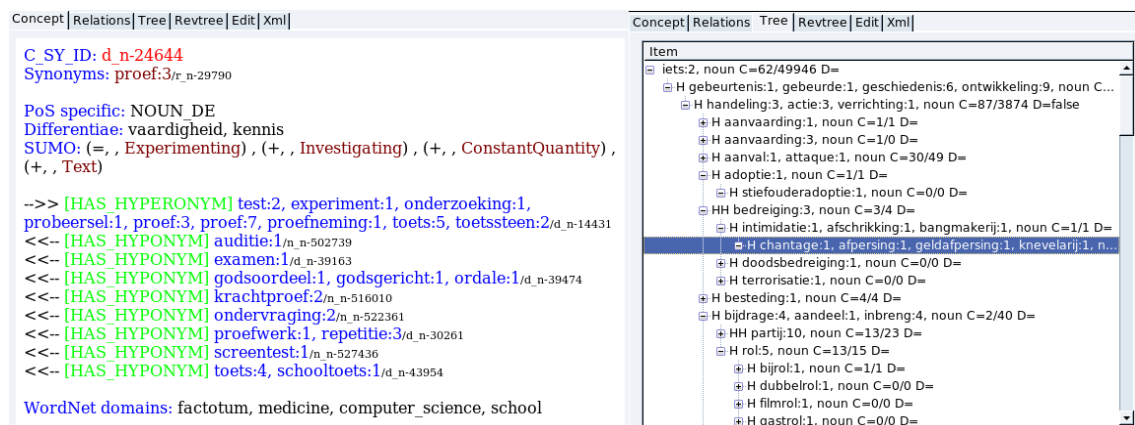 Concept Relations Tree Revtree Edit Xml
C_SY_ID: d_n-24644
Synonyms: proef:3/r_n-29790
PoS specific: NOUN_DE
Differentiae: vaardigheid, kennis
SUMO: (=, , Experimenting) , (+, , Investigating) , (+, , ConstantQuantity) ,
(+, , Text)
-->> [HAS_HYPERONYM] test:2, experiment:1, onderzoeking:1,
probeersel:1, proef:3, proef:7, proefneming:1, toets:5, toetssteen:2/d_n-14431
<<-- [HAS_HYPONYM] auditie:1/n_n-502739
<<-- [HAS_HYPONYM] examen:1/d_n-39163
<<-- [HAS_HYPONYM] godsoordeel:1, godsgericht:1, ordale:1/d_n-39474
<<-- [HAS_HYPONYM] krachtproef:2/n_n-516010
<<-- [HAS_HYPONYM] ondervraging:2/n_n-522361
<<-- [HAS_HYPONYM] proefwerk:1, repetitie:3/d_n-30261
<<-- [HAS_HYPONYM] screentest:1/n_n-527436
<<-- [HAS_HYPONYM] toets:4, schooltoets:1/d_n-43954
WordNet domains: factotum, medicine, computer_science, school
Concept Relations Tree Revtree Edit Xml
Item
iets:2, noun C=62/49946 D=
H gebeurtenis:1, gebeurde:1, geschiedenis:6, ontwikkeling:9, noun C...
H handeling:3, actie:3, verrichting:1, noun C=87/3874 D=false
H aanvaarding:1, noun C=1/1 D=
H aanvaarding:3, noun C=1/0 D=
H aanval:1, attaque:1, noun C=30/49 D=
H adoptie:1, noun C=1/1 D=
H stiefouderadoptie:1, noun C=0/0 D=
HH bedreiging:3, noun C=3/4 D=
H intimidatie:1, afschrikking:1, bangmakerij:1, noun C=1/1 D=
H chantage:1, afpersing:1, geldafpersing:1, knevelarij:1, n...
H doodsbedreiging:1, noun C=0/0 D=
H terrorisatie:1, noun C=0/0 D=
H besteding:1, noun C=4/4 D=
H bijdrage:4, aandeel:1, inbreng:4, noun C=2/40 D=
HH partij:10, noun C=13/23 D=
H rol:5, noun C=13/15 D=
H bijrol:1, noun C=1/1 D=
H dubbelrol:1, noun C=0/0 D=
H filmrol:1, noun C=0/0 D=
H gastrol:1, noun C=0/0 D=